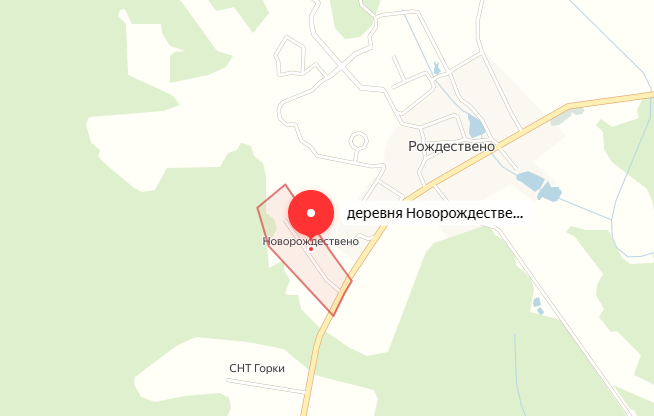 Рождествено
деревня Новорождестве...
Новорождествено
СНТ Горки